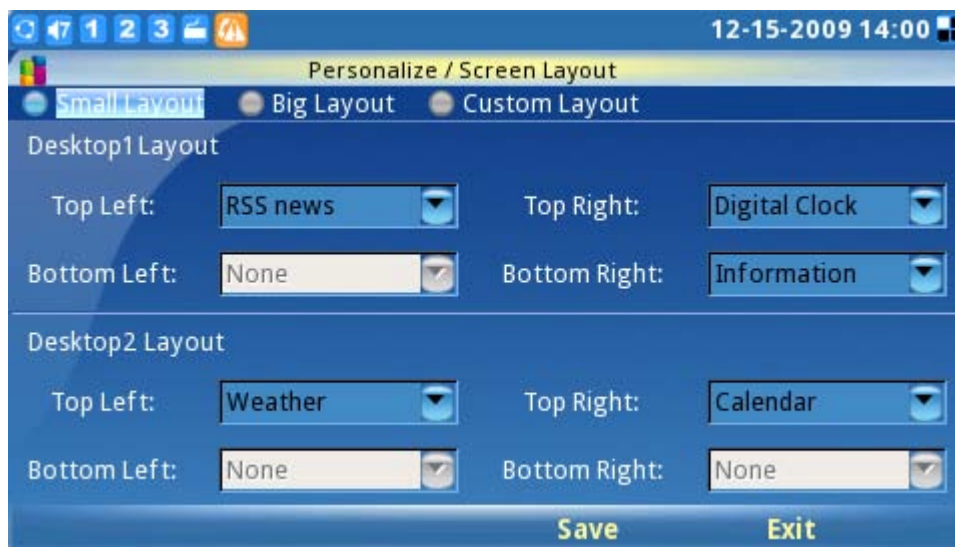 7 1 2 3 12-15-2009 14:00
Personalize / Screen Layout
Small Layout Big Layout Custom Layout
Desktop1 Layout
Top Left: RSS news Top Right: Digital Clock
Bottom Left: None Bottom Right: Information
Desktop2 Layout
Top Left: Weather Top Right: Calendar
Bottom Left: None Bottom Right: None
Save Exit